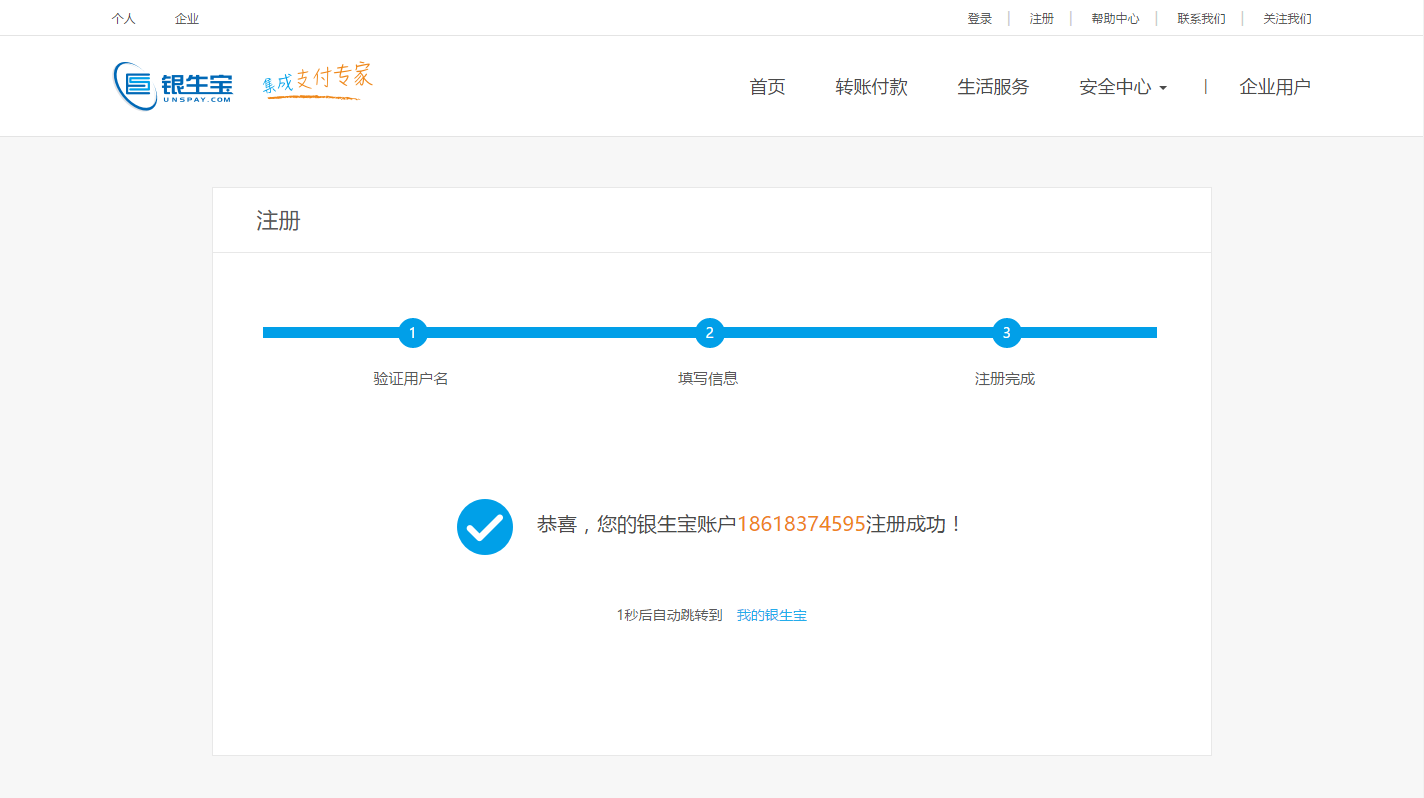 个人 企业 登录 | 注册 | 帮助中心 | 联系我们 | 关注我们
银生宝 UNSPAY.COM 集成支付专家 首页 转账付款 生活服务 安全中心 | 企业用户
注册
1 2 3
验证用户名 填写信息 注册完成
恭喜，您的银生宝账户18618374595注册成功！
1秒后自动跳转到 我的银生宝